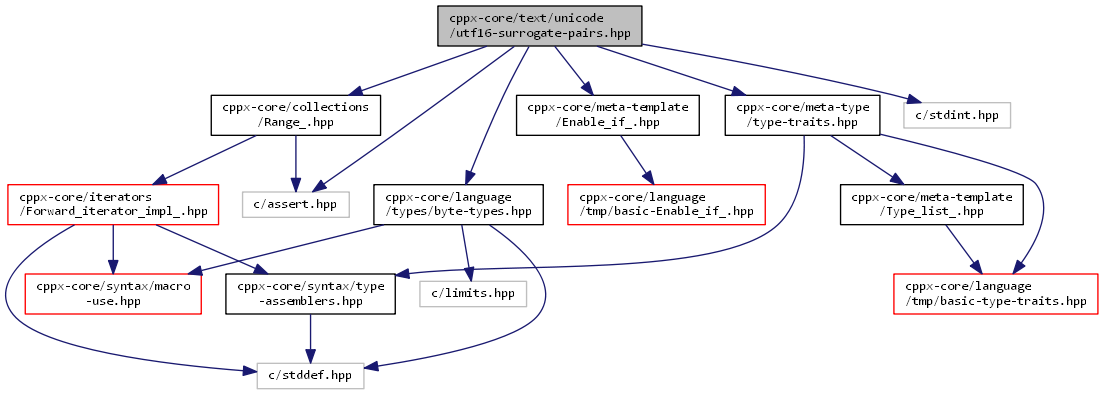 cppx-core/text/unicode
/utf16-surrogate-pairs.hpp
cppx-core/collections
/Range_.hpp
cppx-core/meta-template
/Enable_if_.hpp
cppx-core/meta-type
/type-traits.hpp
c/stdint.hpp
cppx-core/iterators
/Forward_iterator_impl_.hpp
c/assert.hpp
cppx-core/language
/types/byte-types.hpp
cppx-core/language
/tmp/basic-Enable_if_.hpp
cppx-core/meta-template
/Type_list_.hpp
cppx-core/syntax/macro
-use.hpp
cppx-core/syntax/type
-assemblers.hpp
c/limits.hpp
cppx-core/language
/tmp/basic-type-traits.hpp
c/stddef.hpp